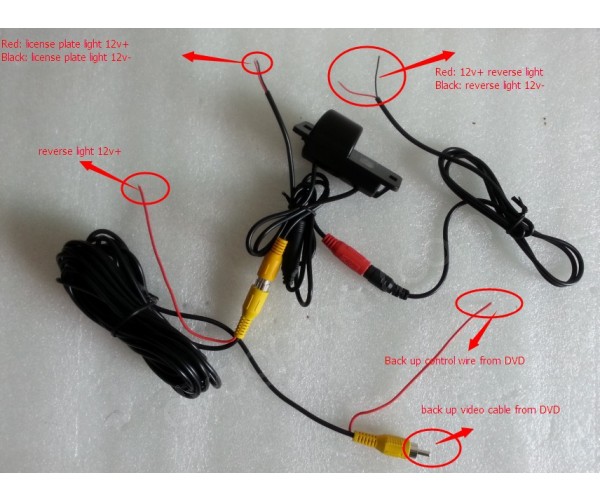 Red: license plate light 12v+
Black: license plate light 12v-
Red: 12v+ reverse light
Black: reverse light 12v-
reverse light 12v+
Back up control wire from DVD
back up video cable from DVD